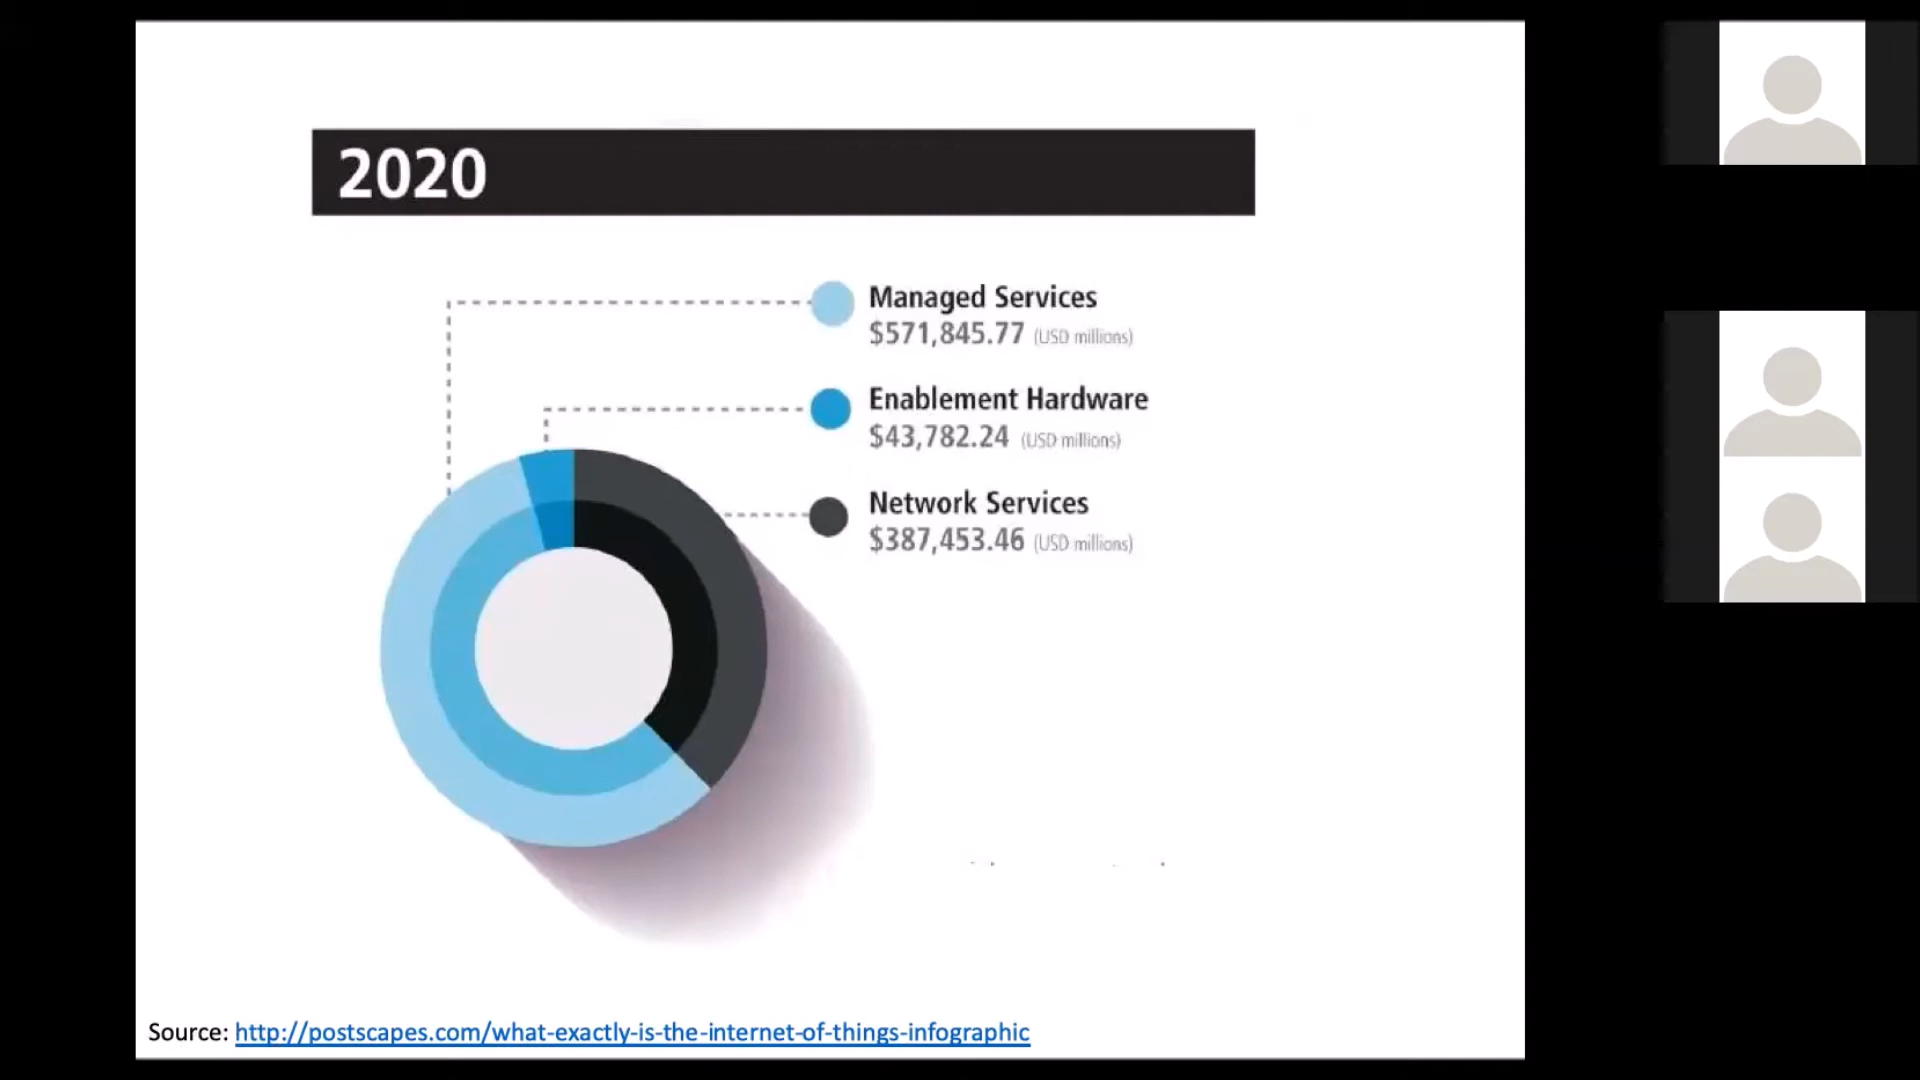 2020
Managed Services
$571,845.77 (USD millions)
Enablement Hardware
$43,782.24 (USD millions)
Network Services
$387,453.46 (USD millions)
Source: http://postscapes.com/what-exactly-is-the-internet-of-things-infographic